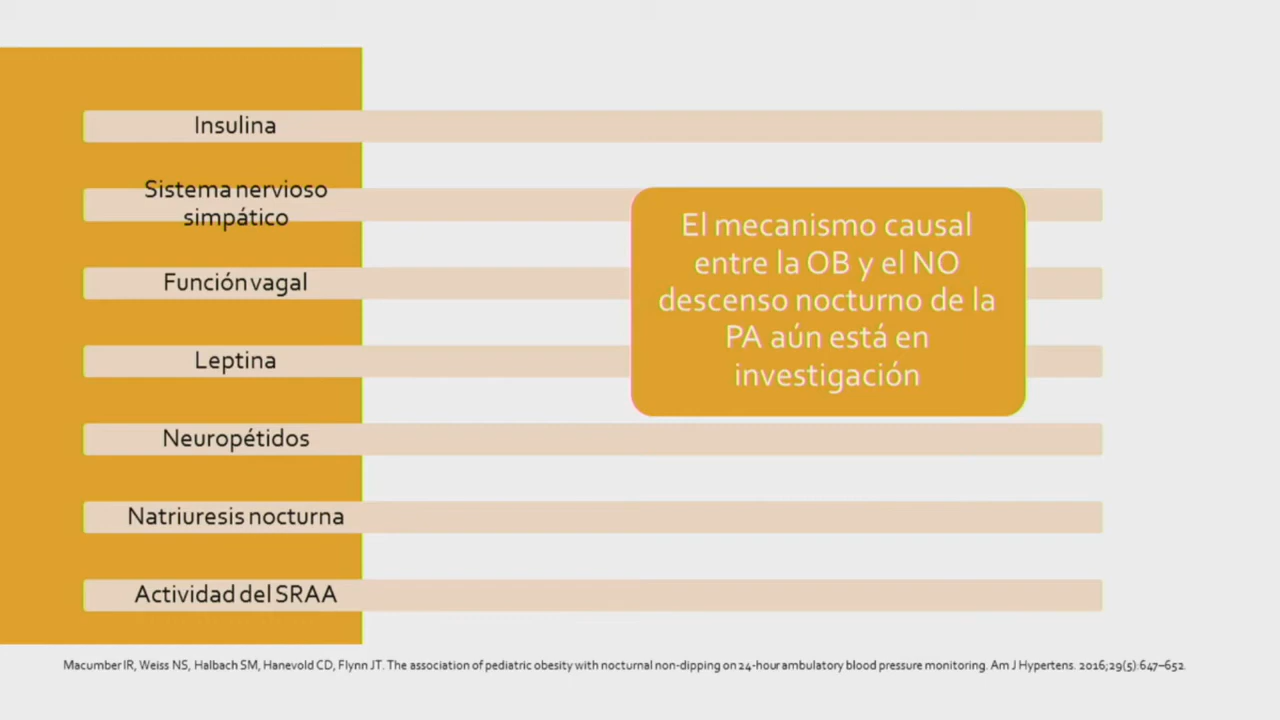 Insulina
Sistema nervioso
simpático
Función vagal
Leptina
Neuropétidos
Natriuresis nocturna
Actividad del SRAA
El mecanismo causal
entre la OB y el NO
descenso nocturno de la
PA aún está en
investigación
Macumber IR, Weiss NS, Halbach SM, Hanevold CD, Flynn JT. The association of pediatric obesity with nocturnal non-dipping on 24-hour ambulatory blood pressure monitoring. Am J Hypertens. 2016;29(5):647–652.